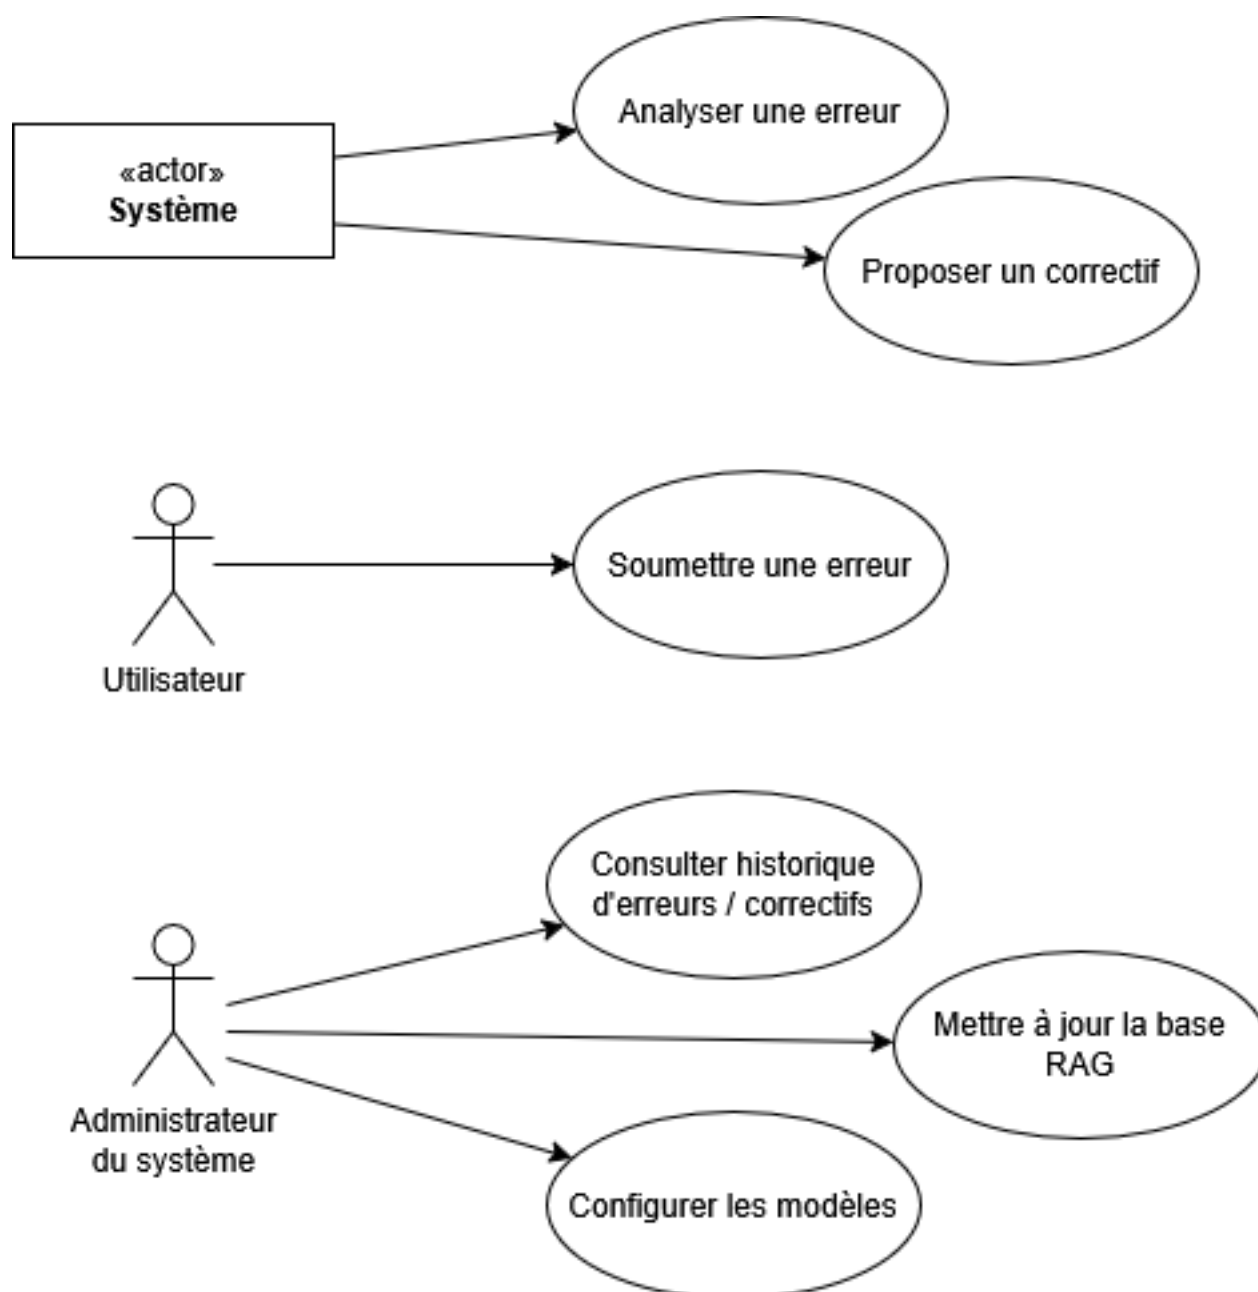 Analyser une erreur
«actor»
Système
Proposer un correctif
Soumettre une erreur
Utilisateur
Consulter historique
d'erreurs / correctifs
Mettre à jour la base
RAG
Administrateur
du système
Configurer les modèles